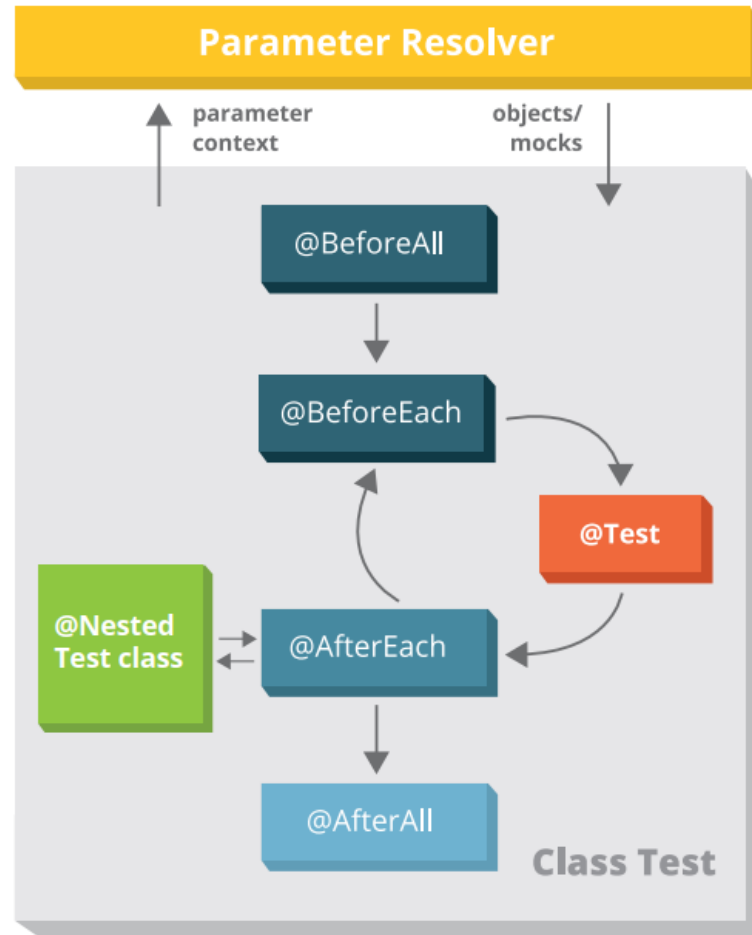 Parameter Resolver
parameter
context
objects/
mocks
@BeforeAll
@BeforeEach
@Test
@Nested
Test class
@AfterEach
@AfterAll
Class Test